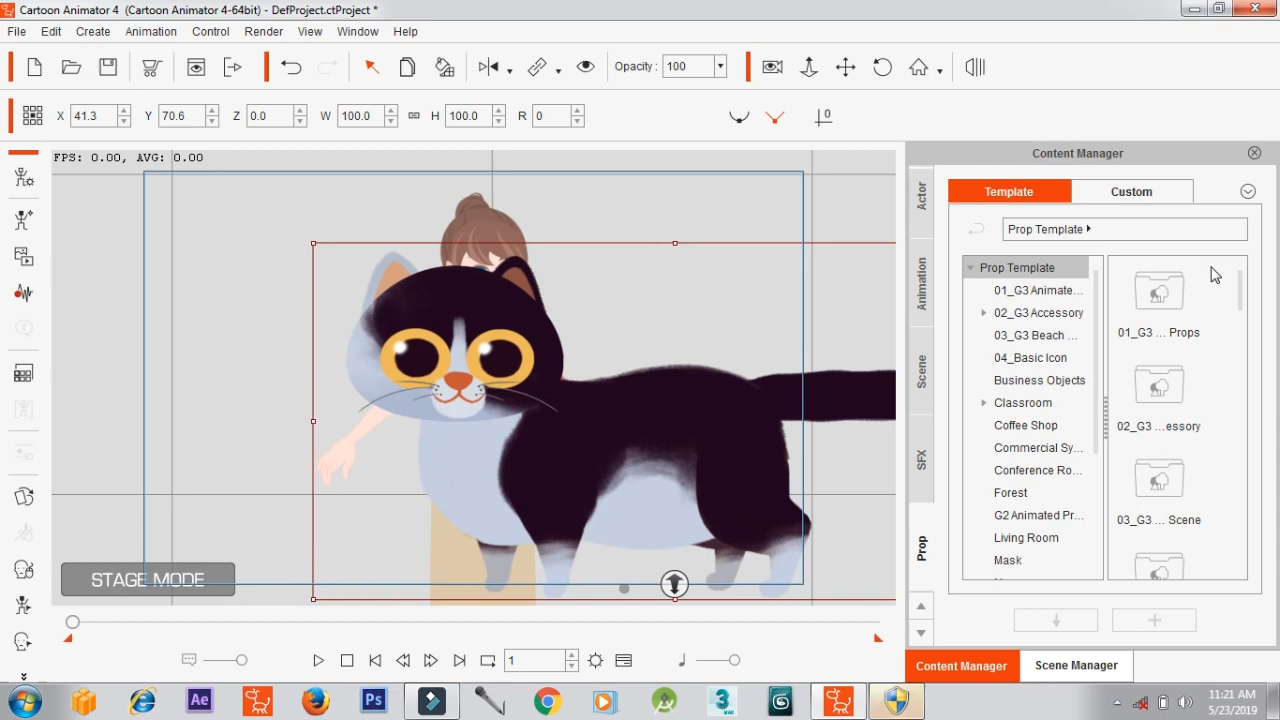 Cartoon Animator 4 (Cartoon Animator 4-64bit) - DefProject.ctProject *
File Edit Create Animation Control Render View Window Help
Opacity : 100
X 41.3 Y 70.6 Z 0.0 W 100.0 H 100.0 R 0
FPS: 0.00, AVG: 0.00
STAGE MODE
1
Content Manager
Template Custom
Prop Template
Actor
Animation
Scene
SFX
Prop
Prop Template
01_G3 Animate...
02_G3 Accessory
03_G3 Beach ...
04_Basic Icon
Business Objects
Classroom
Coffee Shop
Commercial Sy...
Conference Ro...
Forest
G2 Animated Pr...
Living Room
Mask
01_G3 ... Props
02_G3 ...essory
03_G3 ... Scene
Content Manager Scene Manager
Ae
Ps
3
MAX
11:21 AM
5/23/2019